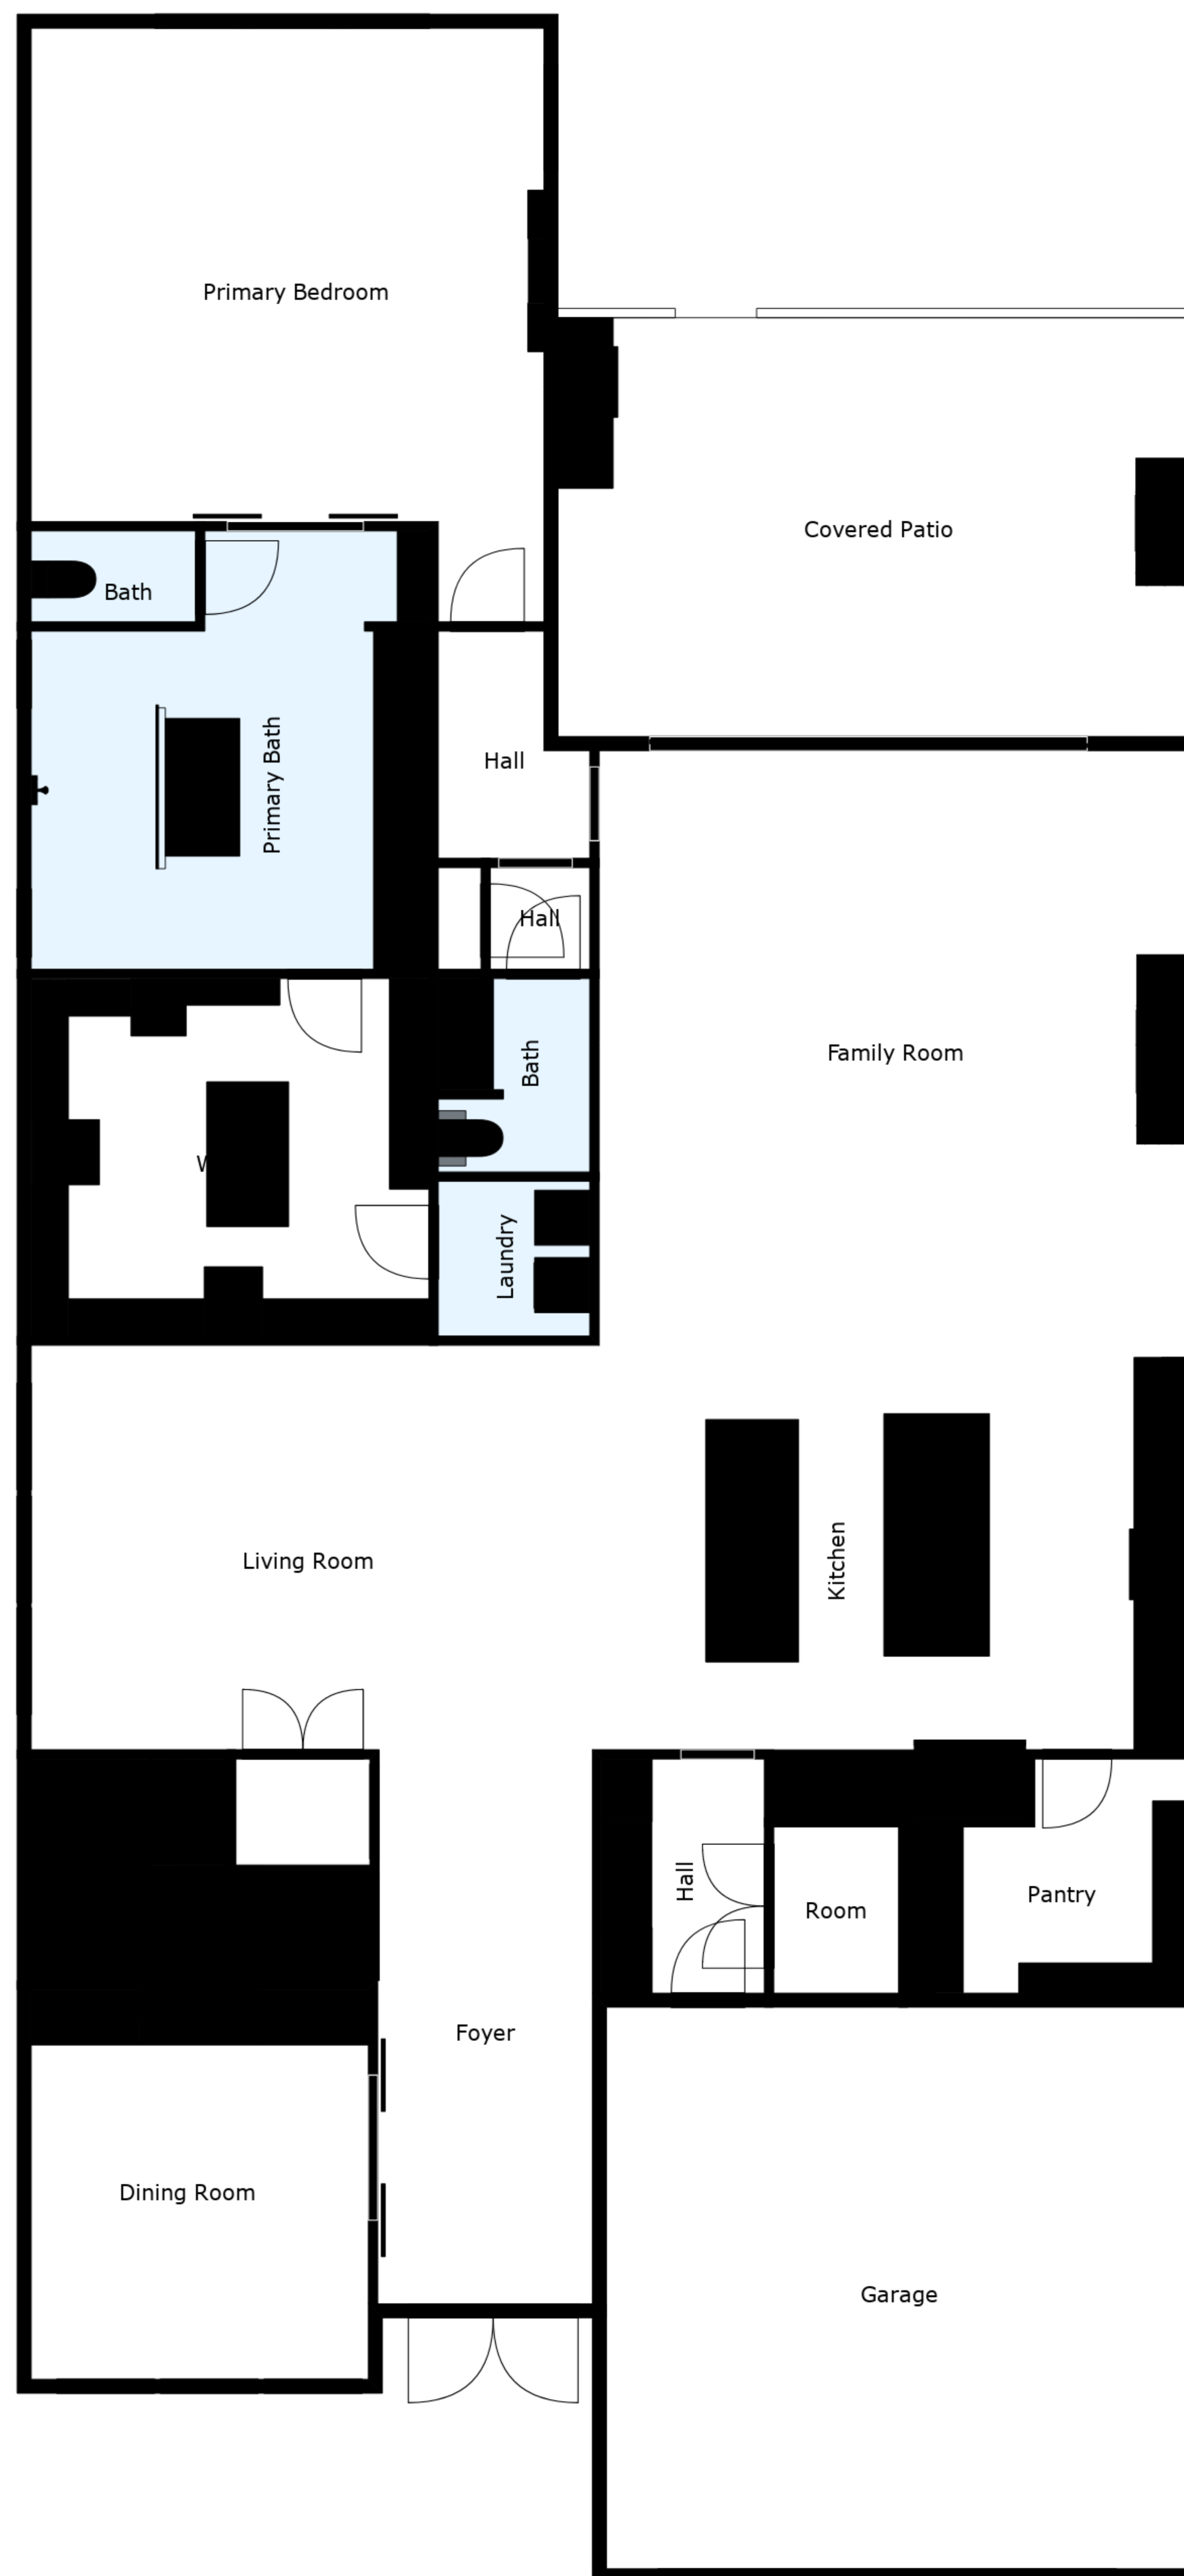 Primary Bedroom
Covered Patio
Bath
Primary Bath
Hall
Hall
Family Room
Bath
Laundry
Living Room
Kitchen
Hall
Room
Pantry
Foyer
Dining Room
Garage